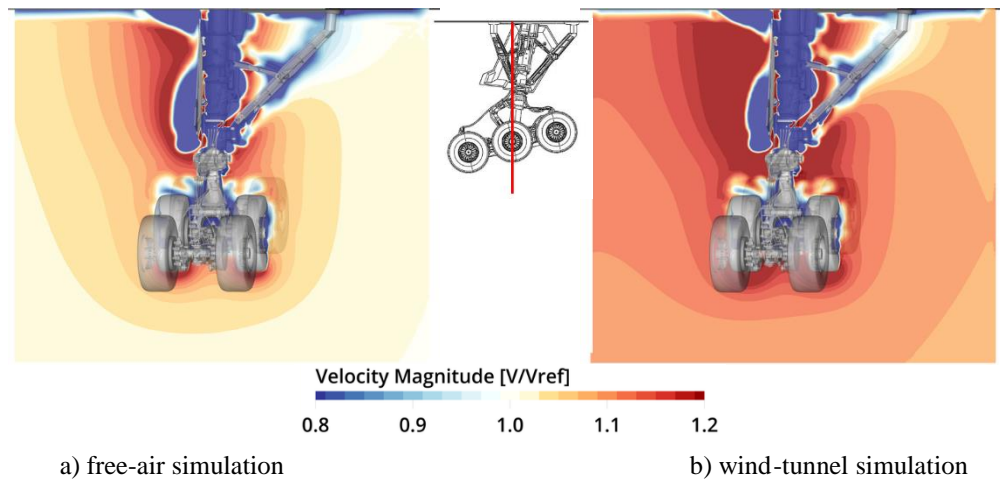 Velocity Magnitude [V/Vref]
0.8 0.9 1.0 1.1 1.2
a) free-air simulation b) wind-tunnel simulation